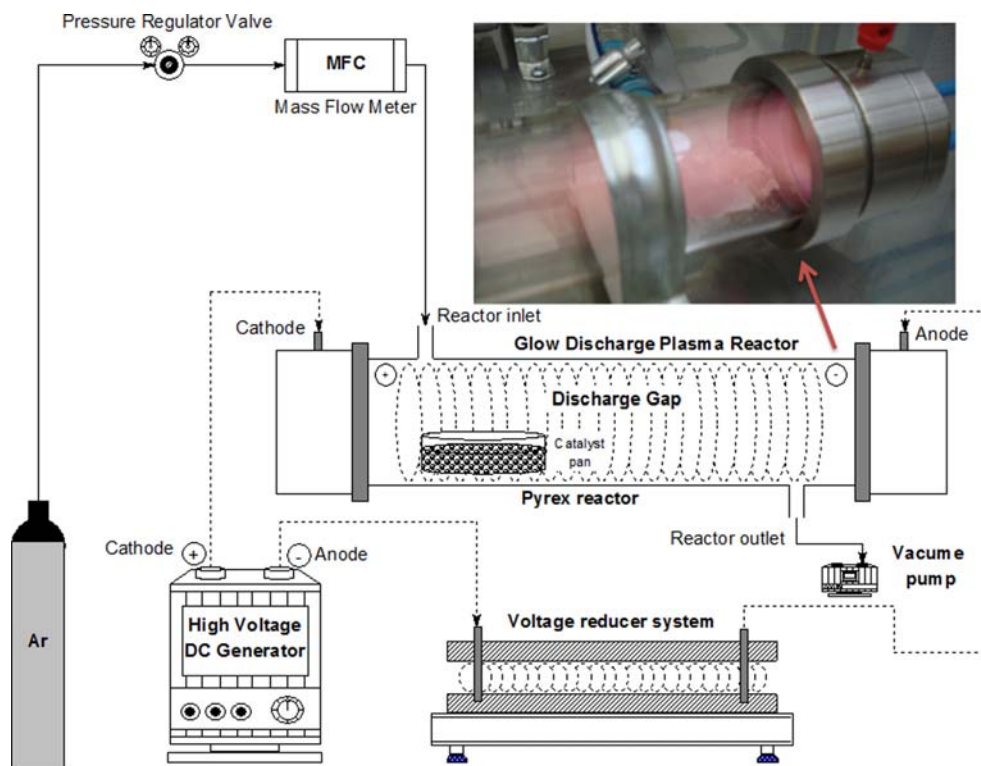 Pressure Regulator Valve
MFC
Mass Flow Meter
Cathode
Reactor inlet
Anode
Glow Discharge Plasma Reactor
+
-
Discharge Gap
Catalyst
pan
Pyrex reactor
Reactor outlet
Vacume
pump
Cathode
+
-
Anode
High Voltage
DC Generator
Voltage reducer system
Ar